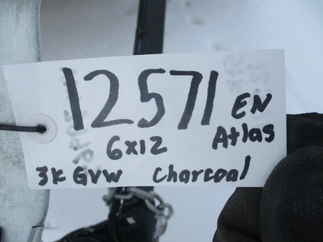 12571 EN
6x12 Atlas
3K GVW Charcoal